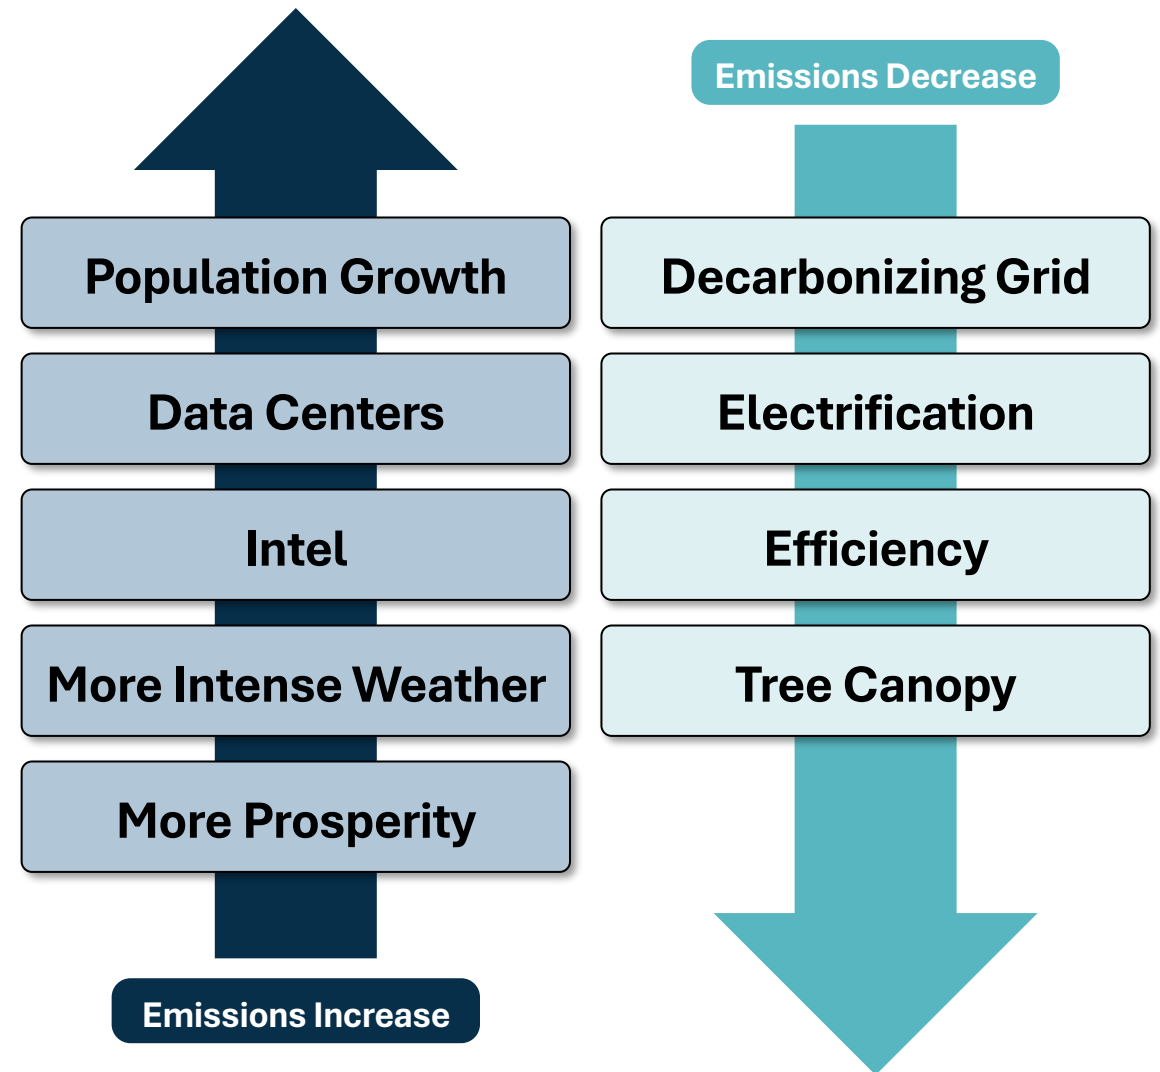 Population Growth
Data Centers
Intel
More Intense Weather
More Prosperity
Emissions Increase
Emissions Decrease
Decarbonizing Grid
Electrification
Efficiency
Tree Canopy